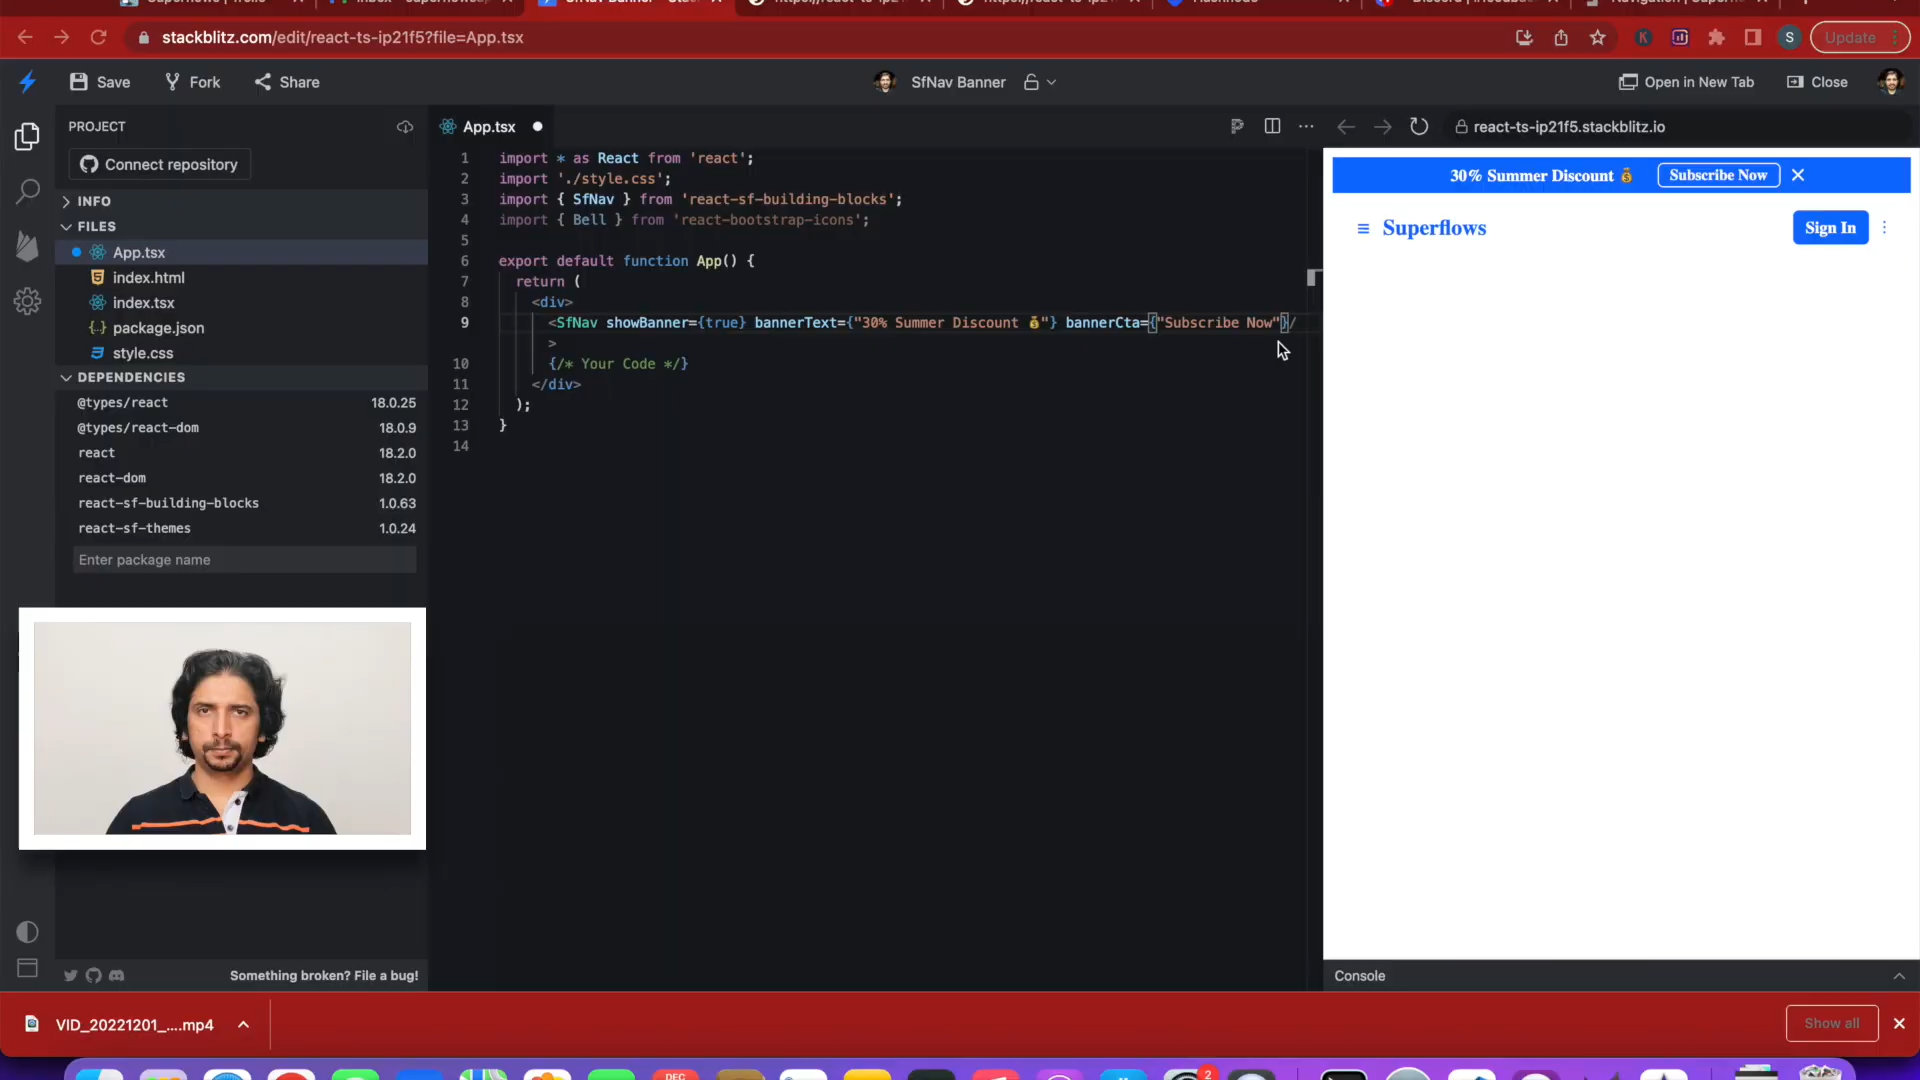 stackblitz.com/edit/react-ts-ip21f5?file=App.tsx
K
S
Update
Save
Fork
Share
SfNav Banner
Open in New Tab
Close
PROJECT
Connect repository
INFO
FILES
App.tsx
index.html
index.tsx
package.json
style.css
DEPENDENCIES
@types/react 18.0.25
@types/react-dom 18.0.9
react 18.2.0
react-dom 18.2.0
react-sf-building-blocks 1.0.63
react-sf-themes 1.0.24
Enter package name
Something broken? File a bug!
App.tsx
1 import * as React from 'react';
2 import './style.css';
3 import { SfNav } from 'react-sf-building-blocks';
4 import { Bell } from 'react-bootstrap-icons';
5
6 export default function App() {
7 return (
8 <div>
9 <SfNav showBanner={true} bannerText={"30% Summer Discount 💰"} bannerCta={"Subscribe Now"}/
>
10 {/* Your Code */}
11 </div>
12 );
13 }
14
react-ts-ip21f5.stackblitz.io
30% Summer Discount 💰 Subscribe Now
Superflows
Sign In
Console
VID_20221201_....mp4
Show all
DEC
2